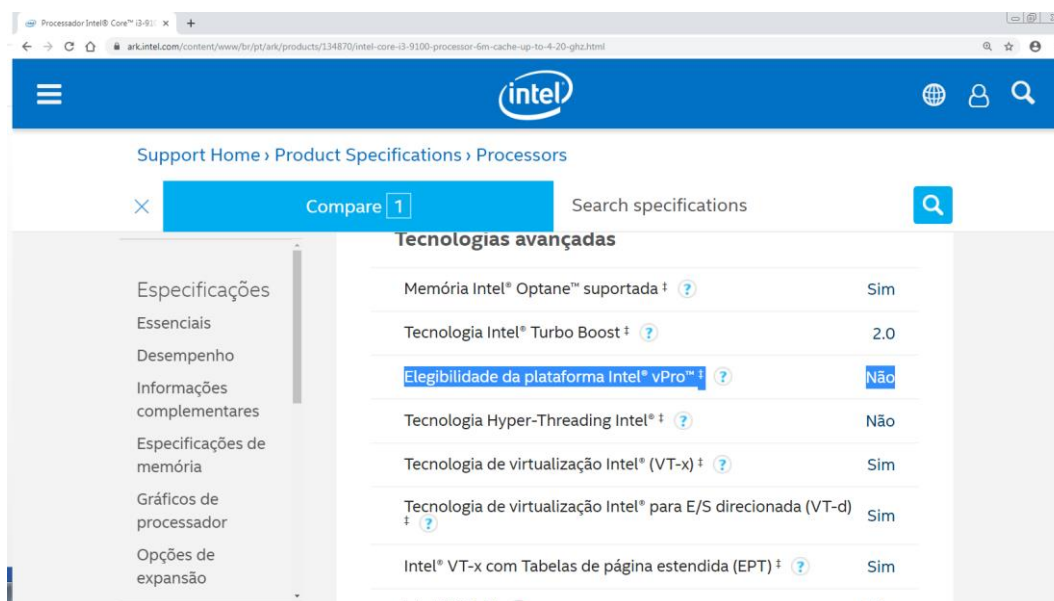 Processador Intel® Core™ i3-91
ark.intel.com/content/www/br/pt/ark/products/134870/intel-core-i3-9100-processor-6m-cache-up-to-4-20-ghz.html
intel
Support Home › Product Specifications › Processors
Compare 1
Search specifications
Tecnologias avançadas
Especificações
Essenciais
Desempenho
Informações
complementares
Especificações de
memória
Gráficos de
processador
Opções de
expansão
Memória Intel® Optane™ suportada ‡ ? Sim
Tecnologia Intel® Turbo Boost ‡ ? 2.0
Elegibilidade da plataforma Intel® vPro™ ‡ ? Não
Tecnologia Hyper-Threading Intel® ‡ ? Não
Tecnologia de virtualização Intel® (VT-x) ‡ ? Sim
Tecnologia de virtualização Intel® para E/S direcionada (VT-d)
‡ ? Sim
Intel® VT-x com Tabelas de página estendida (EPT) ‡ ? Sim